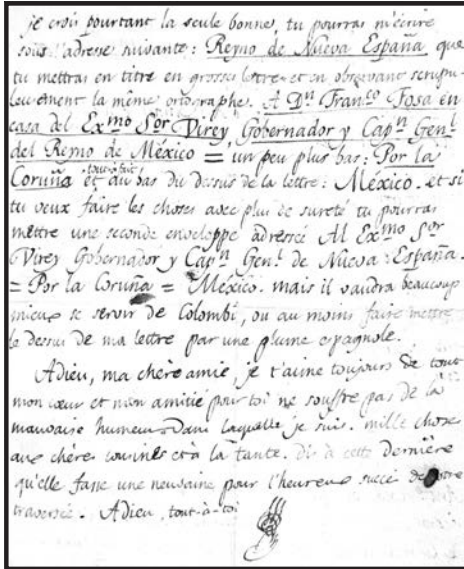 je crois pourtant la seule bonne, tu pourras m'écrire
sous l'adresse suivante: Reyno de Nueva España que
tu mettras en titre en grosses lettres et en observant scrupu-
leusement la même ortographe. A Dn Franco Fosa en
casa del Exmo Sor Virey, Gobernador y Capn Genl
del Reyno de México = un peu plus bas: Por la
Coruña et tout-à-fait au bas du dessus de la lettre: México. et si
tu veux faire les choses avec plus de sureté tu pourras
mettre une seconde enveloppe adressée Al Exmo Sor
Virey Gobernador y Capn Genl de Nueva España.
= Por la Coruña = México. mais il vaudra beaucoup
mieux se servir de Colombi, ou au moins faire mettre
le dessus de ma lettre par une plume espagnole.
Adieu, ma chère amie, je t'aime toujours de tout
mon cœur et mon amitié pour toi ne souffre pas de la
mauvaise humeur dans laquelle je suis. mille chose
aux chère cousines et à la tante. dis à cette dernière
qu'elle fasse une neuvaine pour l'heureux succè de notre
traversée. Adieu tout-à-toi